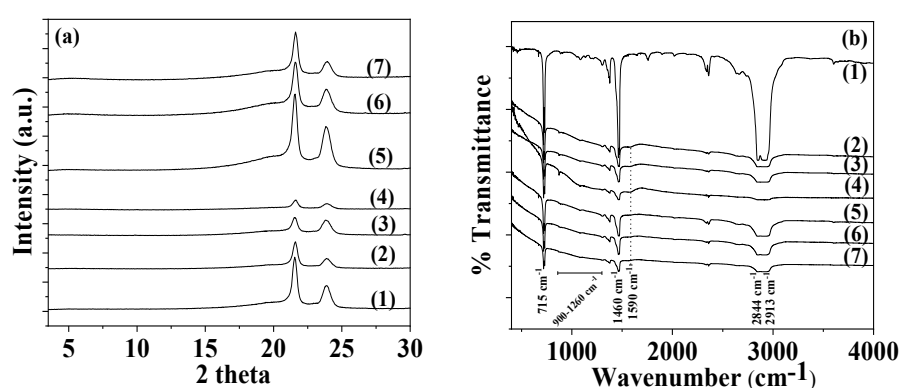 (a)
(7)
(6)
(5)
(4)
(3)
(2)
(1)
Intensity (a.u.)
5 10 15 20 25 30
2 theta
(b)
(1)
(2)
(3)
(4)
(5)
(6)
(7)
% Transmittance
715 cm-1
900-1260 cm-1
1460 cm-1
1590 cm-1
2844 cm-1
2913 cm-1
1000 2000 3000 4000
Wavenumber (cm-1)